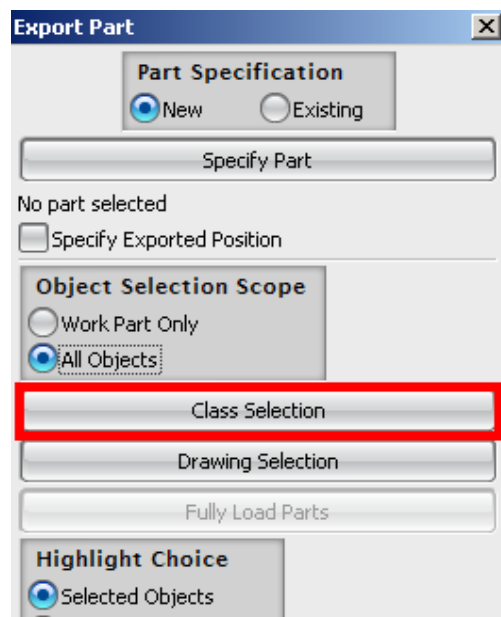 Export Part
Part Specification
New Existing
Specify Part
No part selected
Specify Exported Position
Object Selection Scope
Work Part Only
All Objects
Class Selection
Drawing Selection
Fully Load Parts
Highlight Choice
Selected Objects